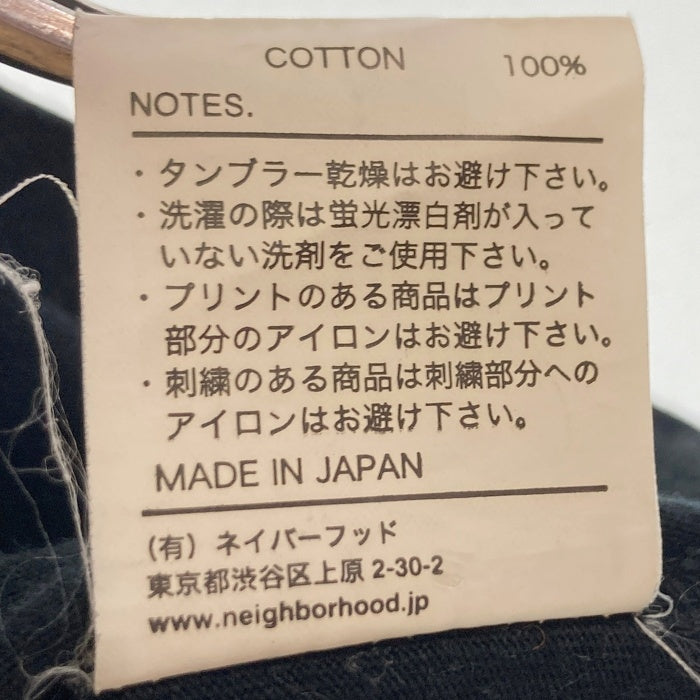 COTTON 100%
NOTES.
・タンブラー乾燥はお避け下さい。
・洗濯の際は蛍光漂白剤が入って
いない洗剤をご使用下さい。
・プリントのある商品はプリント
部分のアイロンはお避け下さい。
・刺繍のある商品は刺繍部分への
アイロンはお避け下さい。
MADE IN JAPAN
(有) ネイバーフッド
東京都渋谷区上原 2-30-2
www.neighborhood.jp